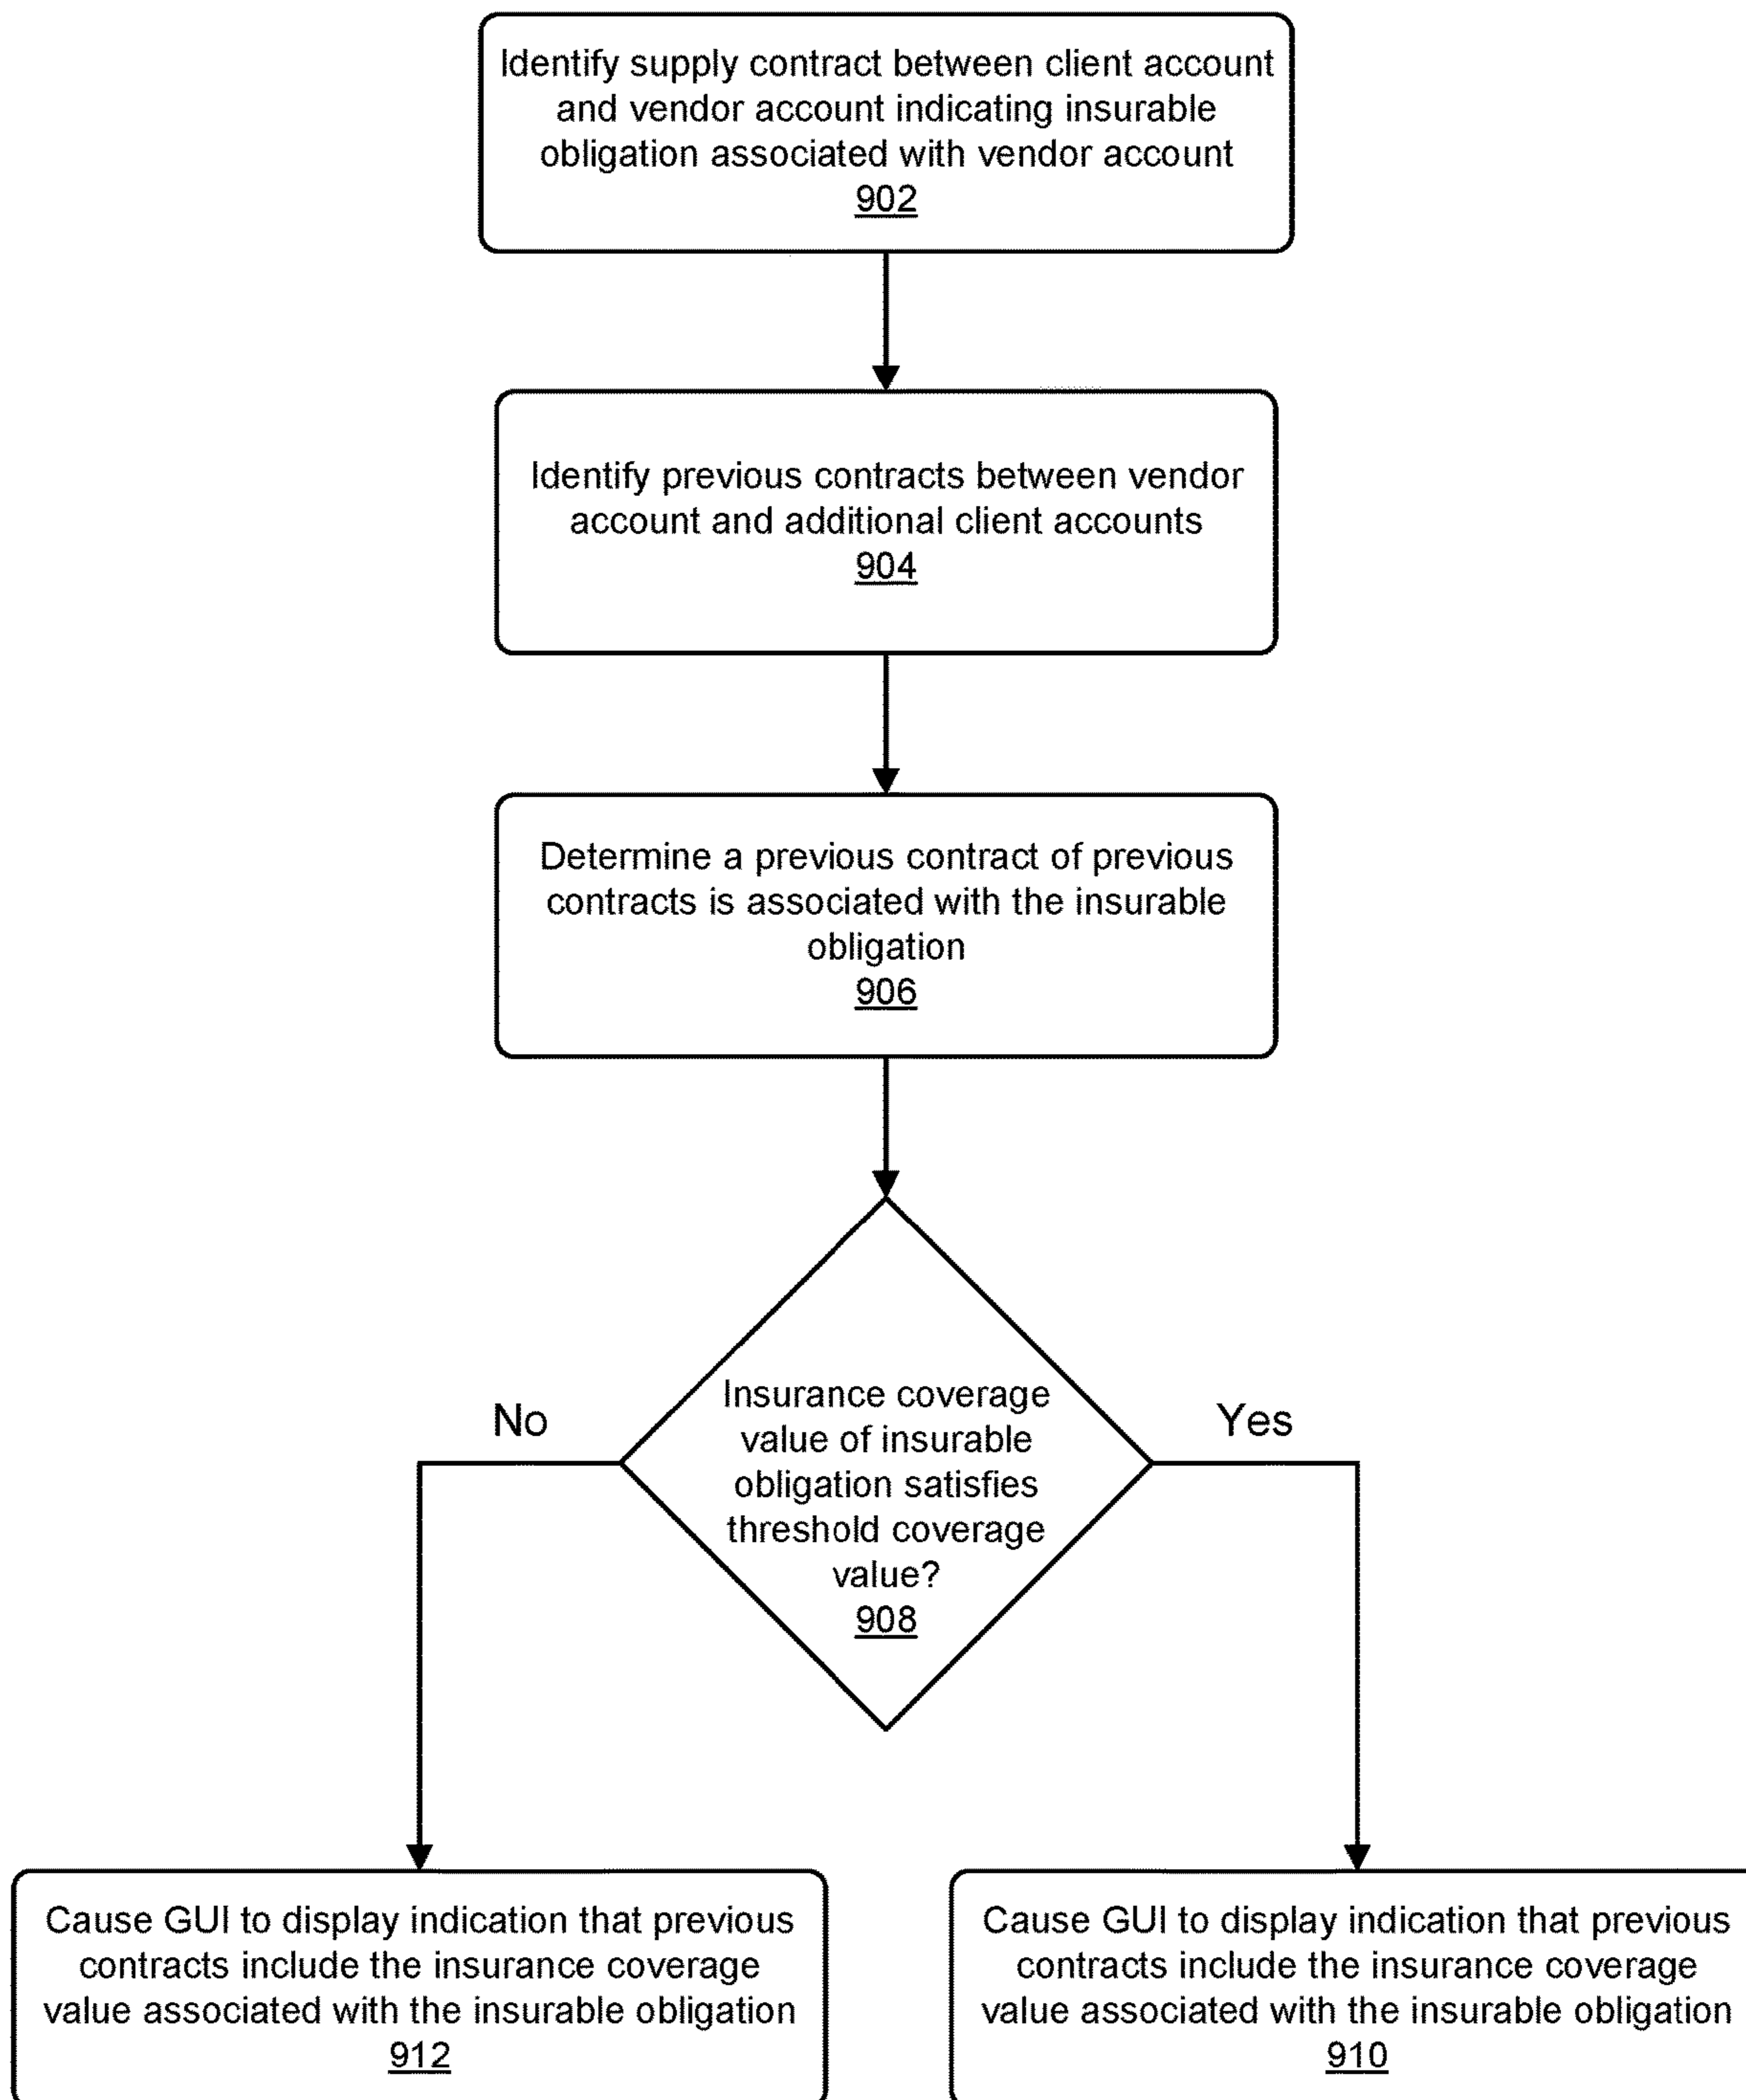 Identify supply contract between client account
and vendor account indicating insurable
obligation associated with vendor account
902
Identify previous contracts between vendor
account and additional client accounts
904
Determine a previous contract of previous
contracts is associated with the insurable
obligation
906
Insurance coverage
value of insurable
obligation satisfies
threshold coverage
value?
908
No
Yes
Cause GUI to display indication that previous
contracts include the insurance coverage
value associated with the insurable obligation
912
Cause GUI to display indication that previous
contracts include the insurance coverage
value associated with the insurable obligation
910